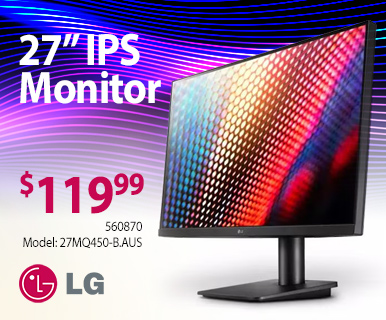 27” IPS
Monitor
$119.99
560870
Model: 27MQ450-B.AUS
LG